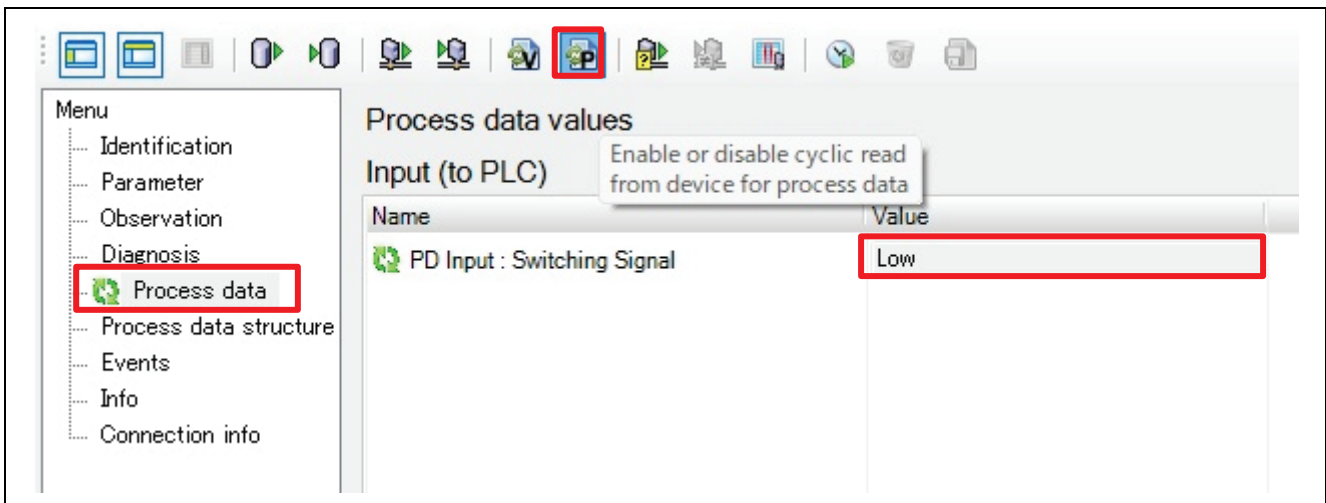 V
P
?
Menu
Identification
Parameter
Observation
Diagnosis
Process data
Process data structure
Events
Info
Connection info
Process data values
Input (to PLC)
Enable or disable cyclic read
from device for process data
Name Value
PD Input : Switching Signal Low